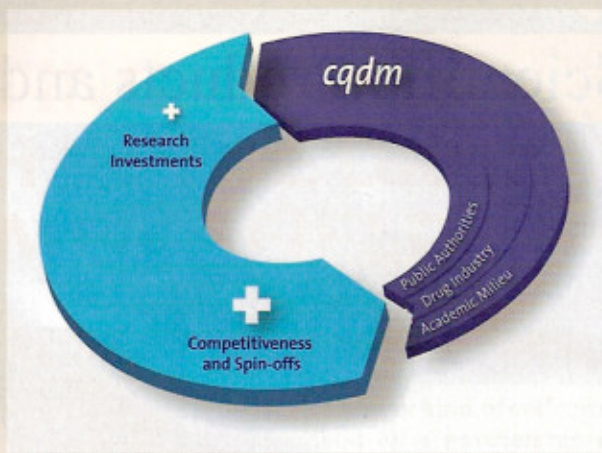 cqdm
Research
Investments
Public Authorities
Drug Industry
Academic Milieu
Competitiveness
and Spin-offs